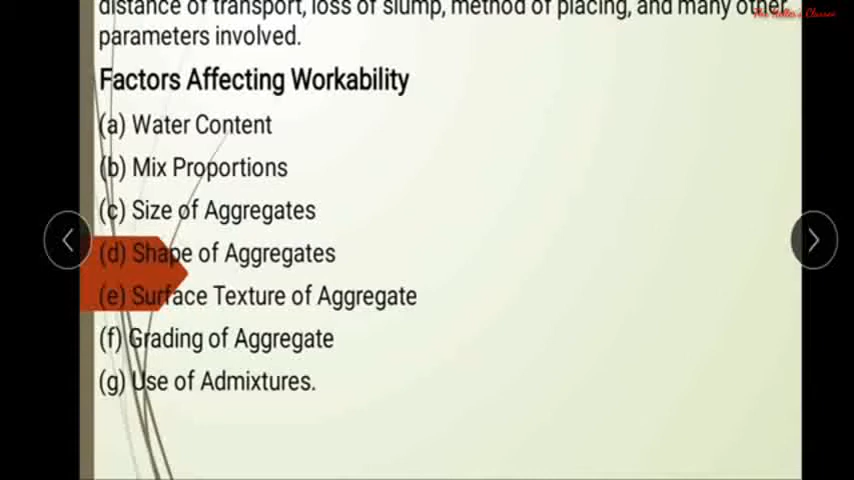 distance of transport, loss of slump, method of placing, and many other
parameters involved.
Factors Affecting Workability
(a) Water Content
(b) Mix Proportions
(c) Size of Aggregates
(d) Shape of Aggregates
(e) Surface Texture of Aggregate
(f) Grading of Aggregate
(g) Use of Admixtures.